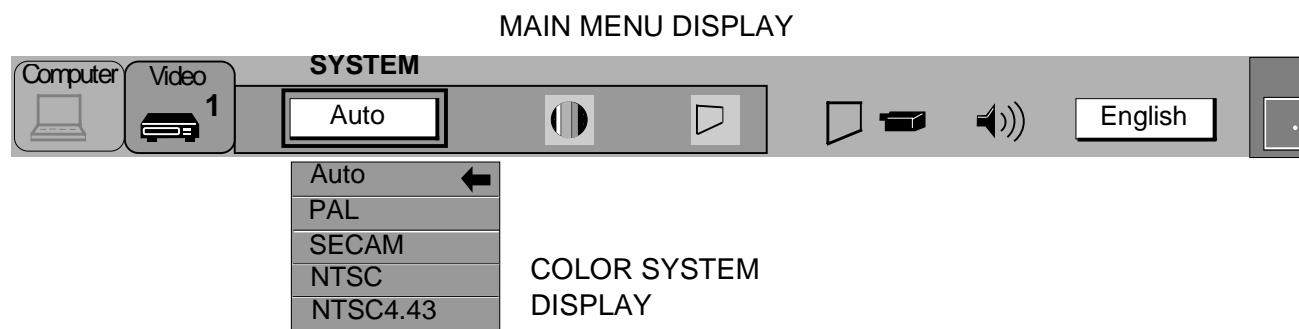 MAIN MENU DISPLAY
SYSTEM
Computer
Video
1
Auto
English
Auto
PAL
SECAM
NTSC
NTSC4.43
COLOR SYSTEM
DISPLAY